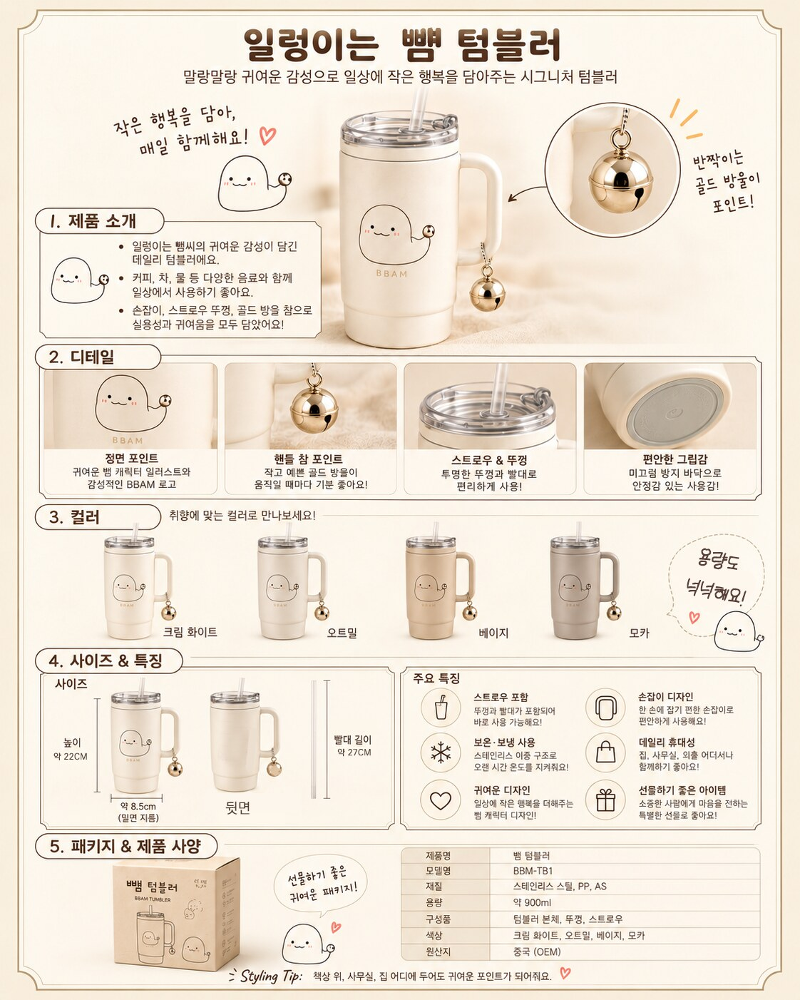 일렁이는 뺌 텀블러
말랑말랑 귀여운 감성으로 일상에 작은 행복을 담아주는 시그니처 텀블러
작은 행복을 담아,
매일 함께해요!
반짝이는
골드 방울이
포인트!
BBAM
1. 제품 소개
• 일렁이는 뺌씨의 귀여운 감성이 담긴
데일리 텀블러에요.
• 커피, 차, 물 등 다양한 음료와 함께
일상에서 사용하기 좋아요.
• 손잡이, 스트로우 뚜껑, 골드 방울 참으로
실용성과 귀여움을 모두 담았어요!
2. 디테일
BBAM
정면 포인트
귀여운 뱀 캐릭터 일러스트와
감성적인 BBAM 로고
핸들 참 포인트
작고 예쁜 골드 방울이
움직일 때마다 기분 좋아요!
스트로우 & 뚜껑
투명한 뚜껑과 빨대로
편리하게 사용!
편안한 그립감
미끄럼 방지 바닥으로
안정감 있는 사용감!
3. 컬러
취향에 맞는 컬러로 만나보세요!
BBAM
BBAM
BBAM
BBAM
크림 화이트
오트밀
베이지
모카
용량도
넉넉해요!
4. 사이즈 & 특징
사이즈
높이
약 22CM
BBAM
약 8.5cm
(밑면 지름)
뒷면
빨대 길이
약 27CM
주요 특징
스트로우 포함
뚜껑과 빨대가 포함되어
바로 사용 가능해요!
손잡이 디자인
한 손에 잡기 편한 손잡이로
편안하게 사용해요!
보온·보냉 사용
스테인리스 이중 구조로
오랜 시간 온도를 지켜줘요!
데일리 휴대성
집, 사무실, 외출 어디서나
함께하기 좋아요!
귀여운 디자인
일상에 작은 행복을 더해주는
뱀 캐릭터 디자인!
선물하기 좋은 아이템
소중한 사람에게 마음을 전하는
특별한 선물로 좋아요!
5. 패키지 & 제품 사양
뺌 텀블러
BBAM TUMBLER
선물하기 좋은
귀여운 패키지!
제품명 뱀 텀블러
모델명 BBM-TB1
재질 스테인리스 스틸, PP, AS
용량 약 900ml
구성품 텀블러 본체, 뚜껑, 스트로우
색상 크림 화이트, 오트밀, 베이지, 모카
원산지 중국 (OEM)
Styling Tip: 책상 위, 사무실, 집 어디에 두어도 귀여운 포인트가 되어줘요.